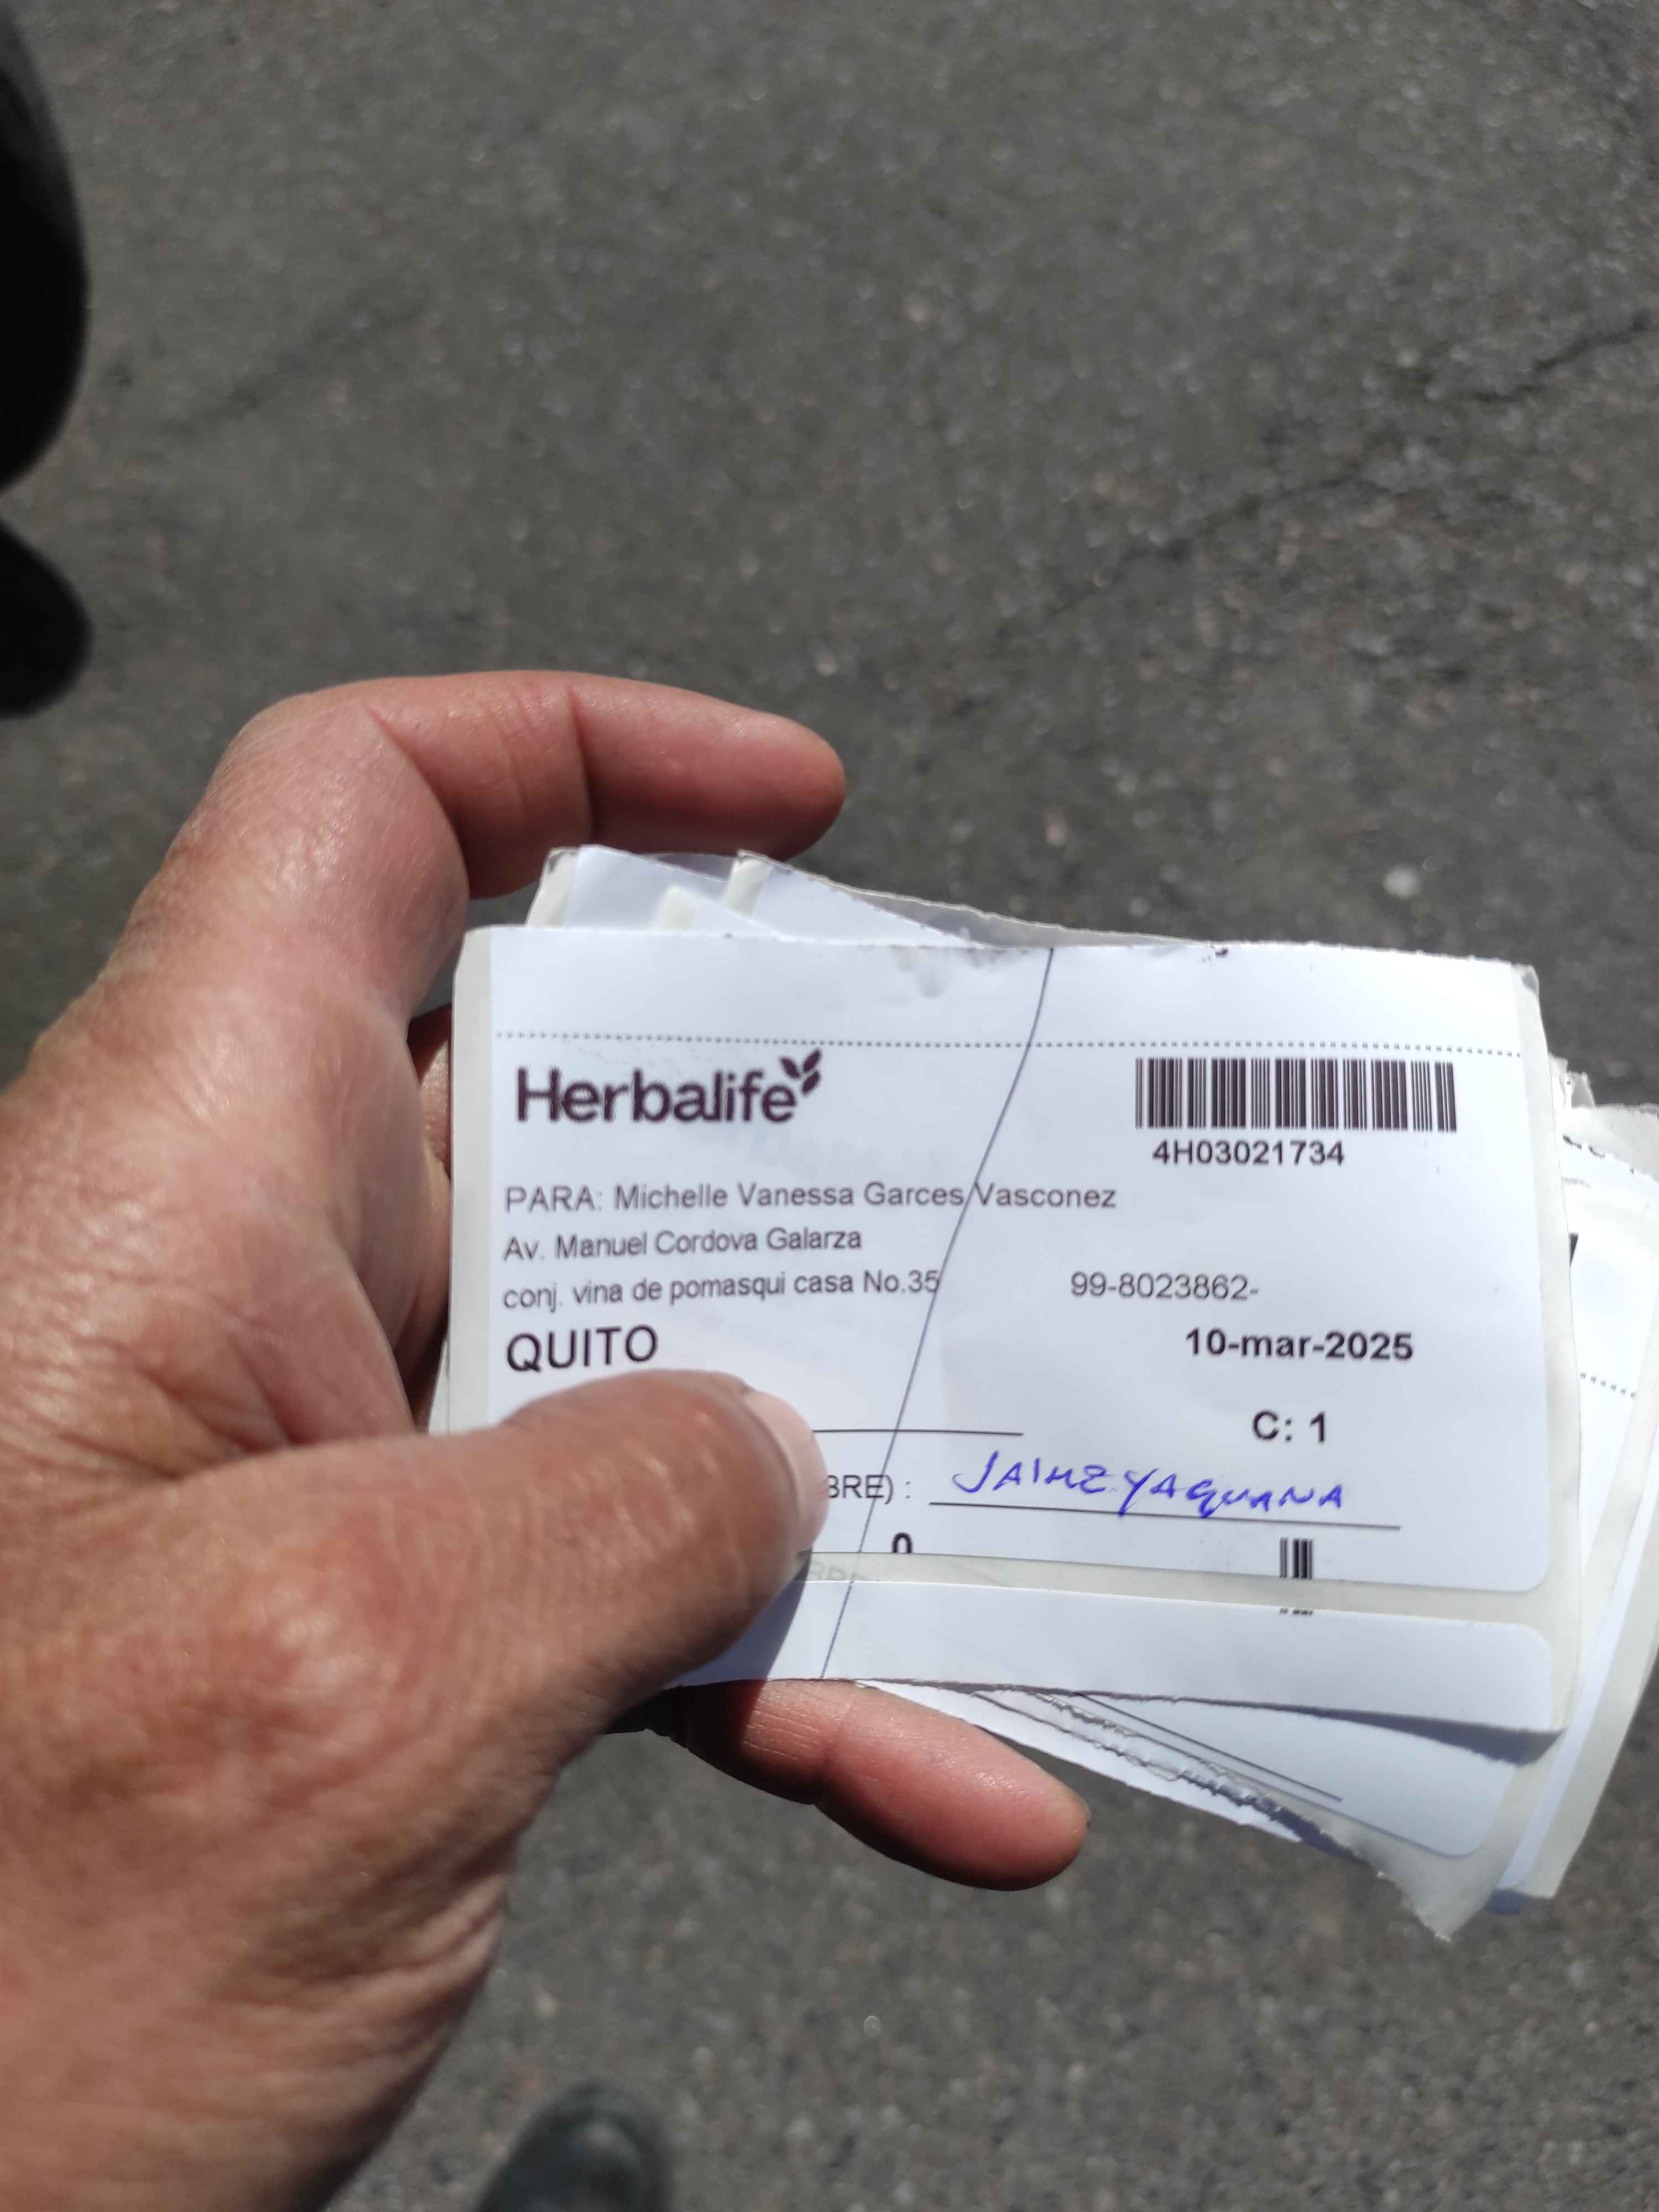 Herbalife
4H03021734
PARA: Michelle Vanessa Garces Vasconez
Av. Manuel Cordova Galarza
conj. vina de pomasqui casa No.35 99-8023862-
QUITO 10-mar-2025
C: 1
BRE) : JAIME YAGUANA